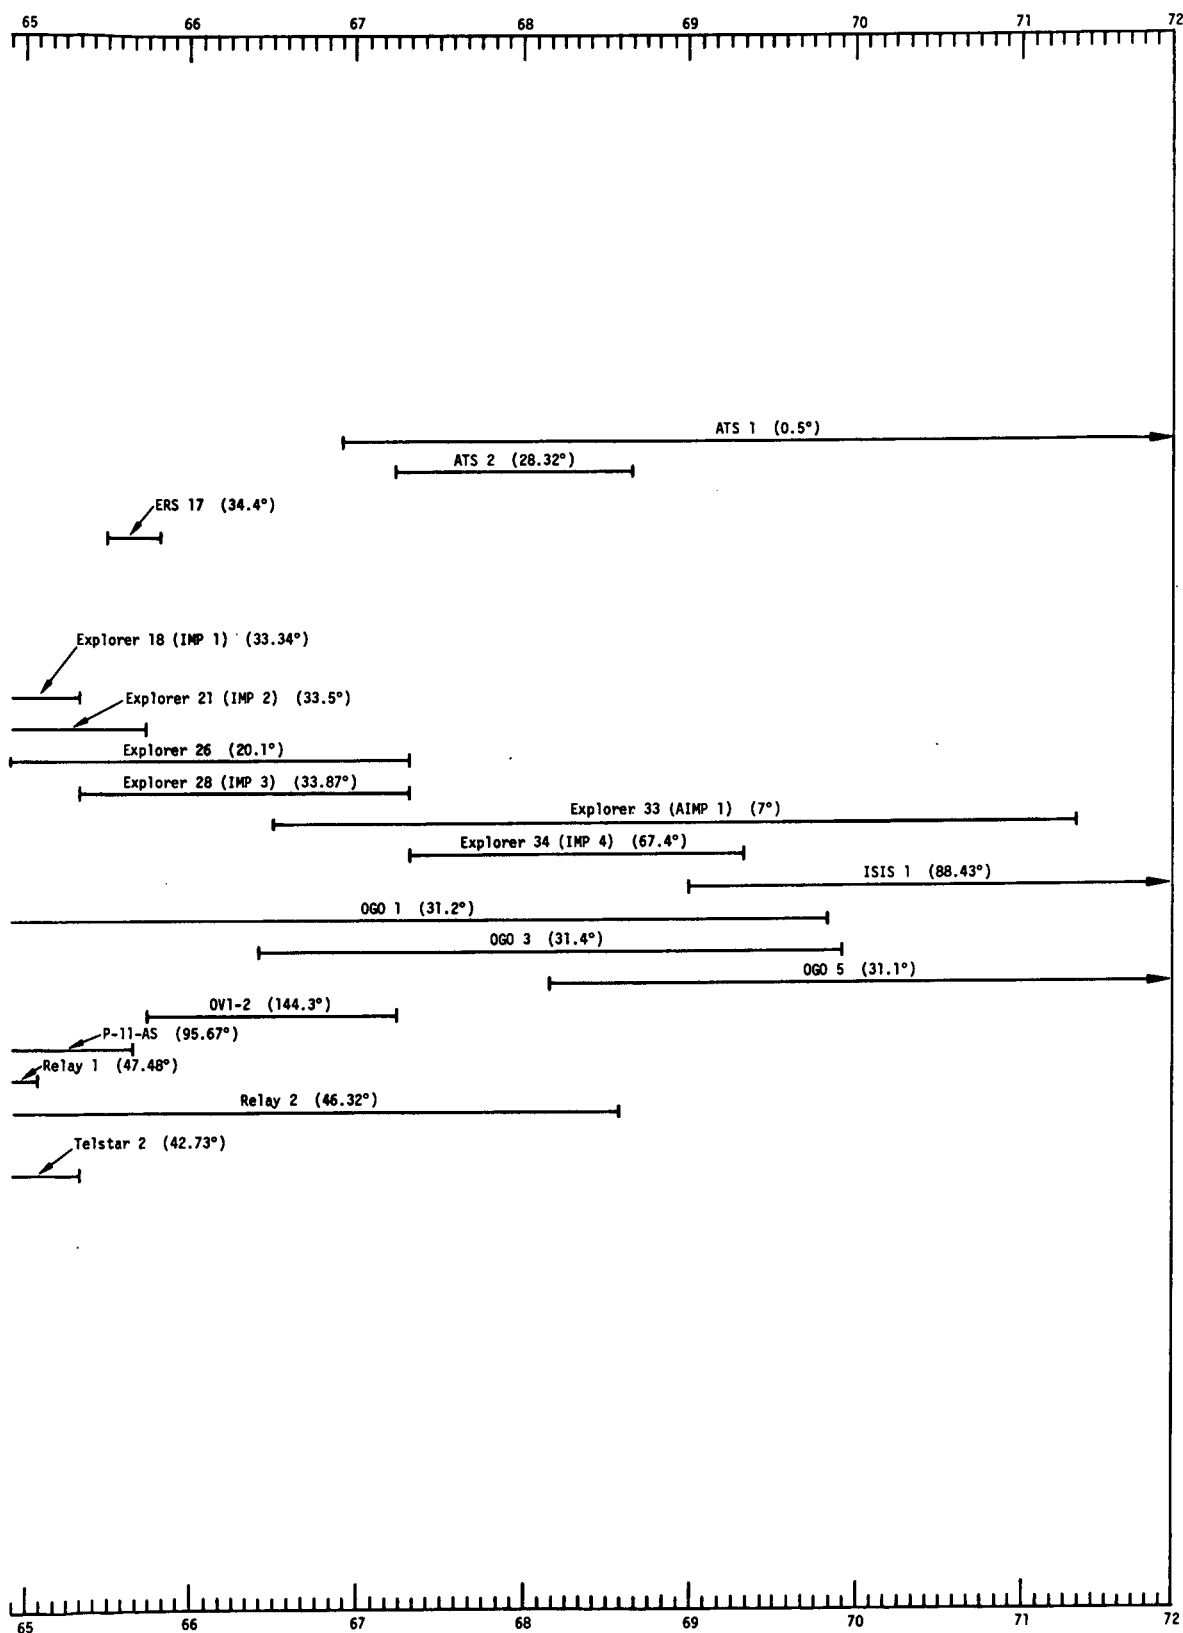 65 66 67 68 69 70 71 72
ATS 1 (0.5°)
ATS 2 (28.32°)
ERS 17 (34.4°)
Explorer 18 (IMP 1) (33.34°)
Explorer 21 (IMP 2) (33.5°)
Explorer 26 (20.1°)
Explorer 28 (IMP 3) (33.87°)
Explorer 33 (AIMP 1) (7°)
Explorer 34 (IMP 4) (67.4°)
ISIS 1 (88.43°)
OGO 1 (31.2°)
OGO 3 (31.4°)
OGO 5 (31.1°)
OV1-2 (144.3°)
P-11-AS (95.67°)
Relay 1 (47.48°)
Relay 2 (46.32°)
Telstar 2 (42.73°)
65 66 67 68 69 70 71 72